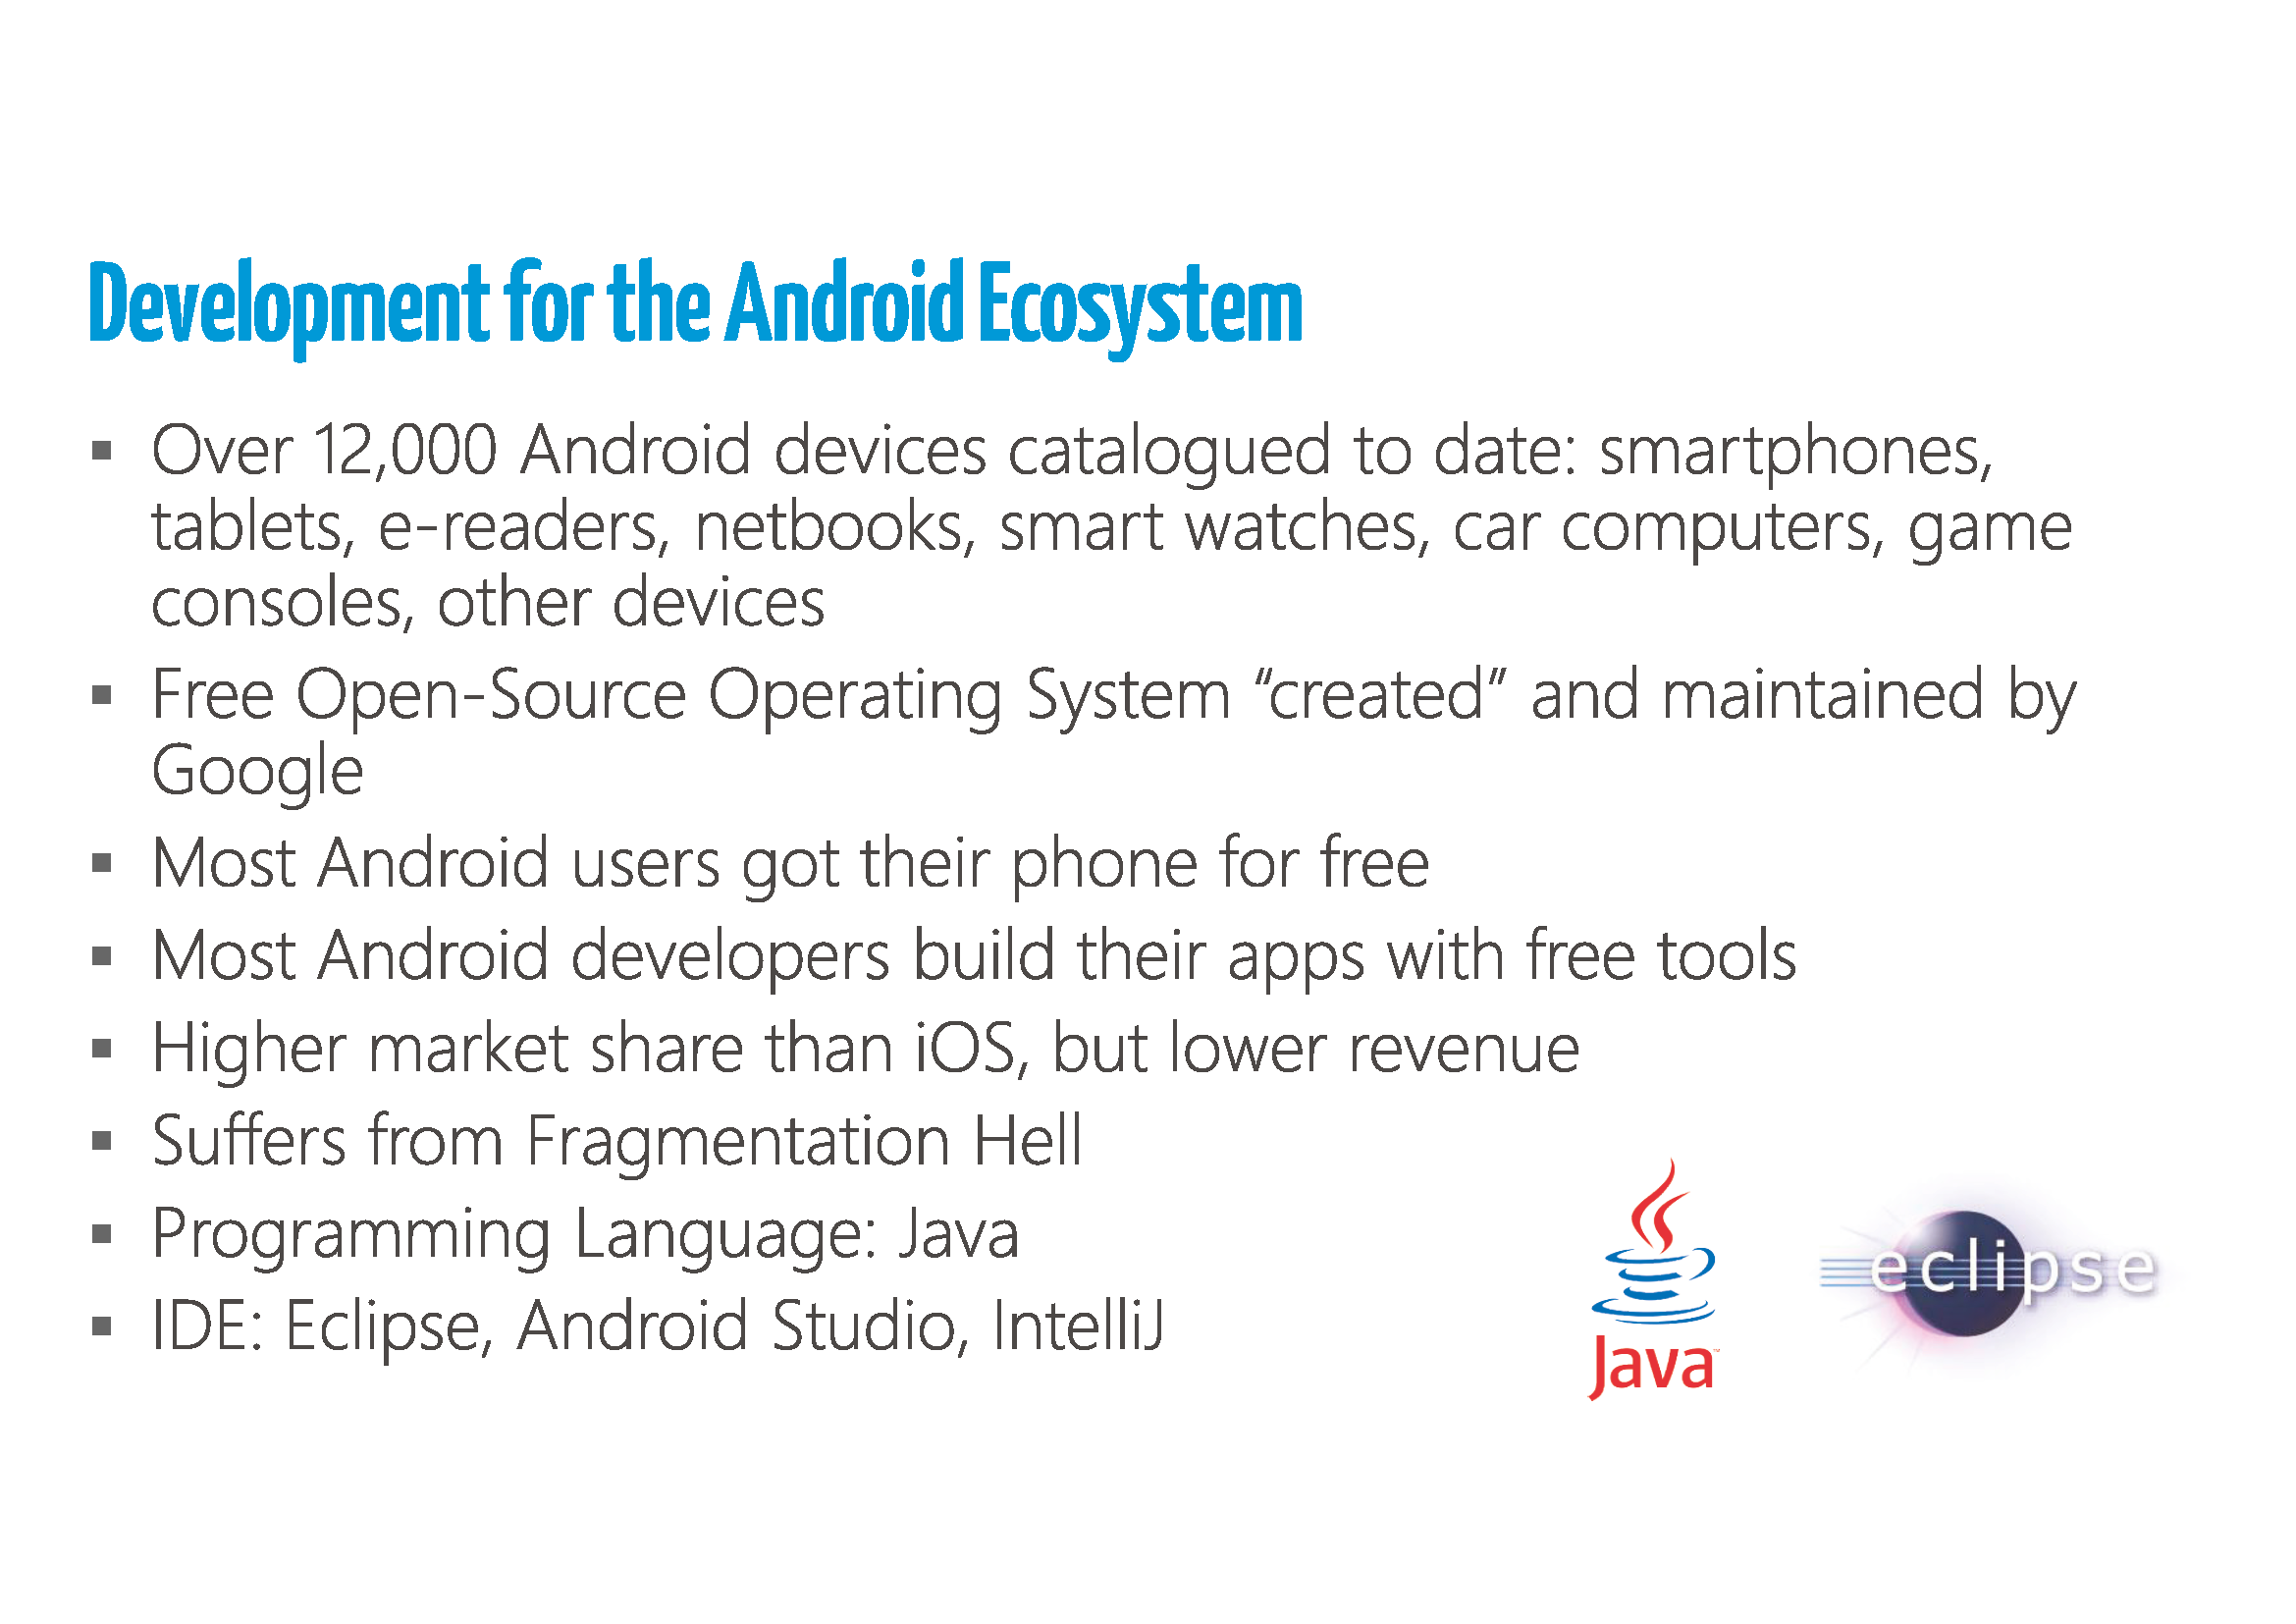 Development for the Android Ecosystem
▪ Over 12,000 Android devices catalogued to date: smartphones,
tablets, e-readers, netbooks, smart watches, car computers, game
consoles, other devices
▪ Free Open-Source Operating System “created” and maintained by
Google
▪ Most Android users got their phone for free
▪ Most Android developers build their apps with free tools
▪ Higher market share than iOS, but lower revenue
▪ Suffers from Fragmentation Hell
▪ Programming Language: Java
▪ IDE: Eclipse, Android Studio, IntelliJ
Java™
eclipse